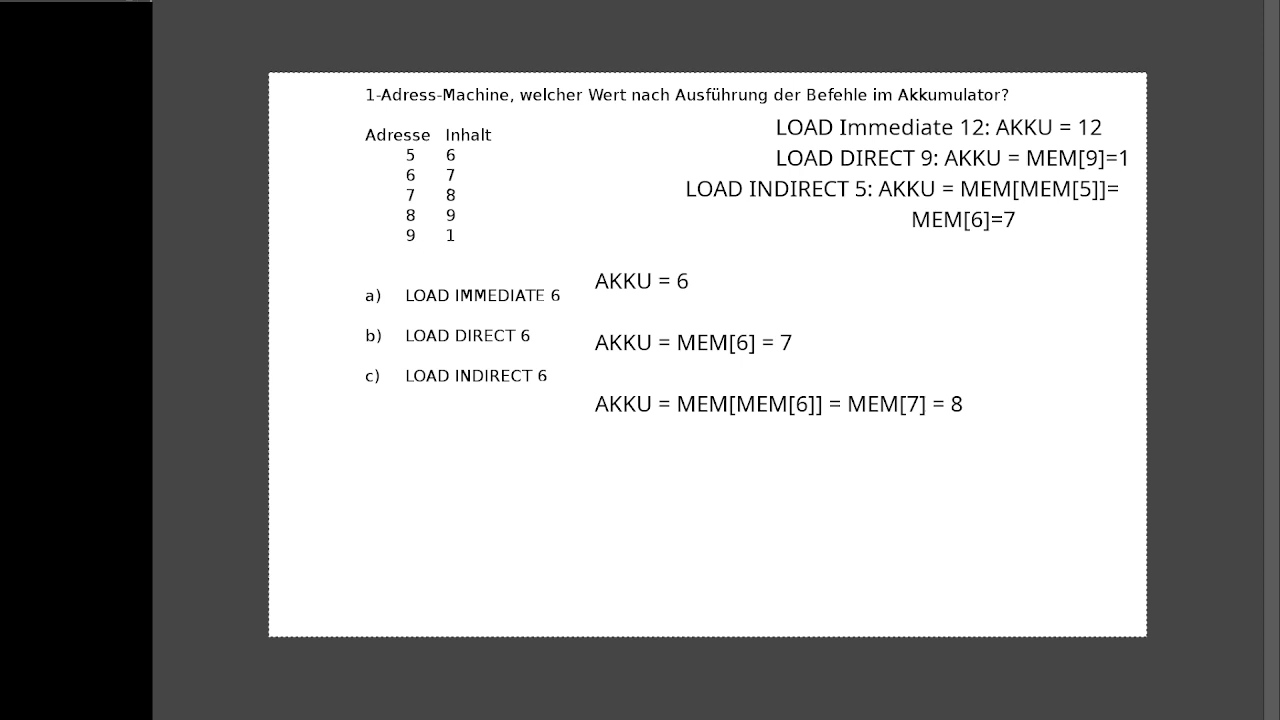 1-Adress-Machine, welcher Wert nach Ausführung der Befehle im Akkumulator?
LOAD Immediate 12: AKKU = 12
LOAD DIRECT 9: AKKU = MEM[9]=1
LOAD INDIRECT 5: AKKU = MEM[MEM[5]]=
MEM[6]=7
Adresse Inhalt
5 6
6 7
7 8
8 9
9 1
a) LOAD IMMEDIATE 6
AKKU = 6
b) LOAD DIRECT 6
AKKU = MEM[6] = 7
c) LOAD INDIRECT 6
AKKU = MEM[MEM[6]] = MEM[7] = 8